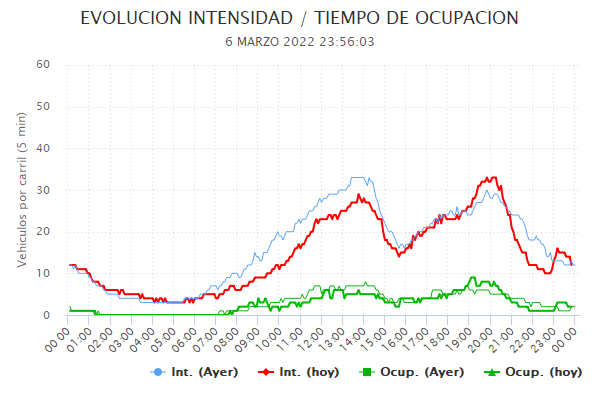 EVOLUCION INTENSIDAD / TIEMPO DE OCUPACION
6 MARZO 2022 23:56:03
Vehiculos por carril (5 min)
60
50
40
30
20
10
0
00:00 01:00 02:00 03:00 04:00 05:00 06:00 07:00 08:00 09:00 10:00 11:00 12:00 13:00 14:00 15:00 16:00 17:00 18:00 19:00 20:00 21:00 22:00 23:00 00:00
Int. (Ayer) Int. (hoy) Ocup. (Ayer) Ocup. (hoy)